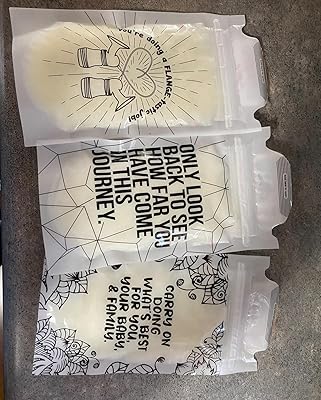 you're doing a FLANGE-tastic job!
ONLY LOOK
BACK TO SEE
HOW FAR YOU
HAVE COME
IN THIS
JOURNEY.
CARRY ON
DOING
WHAT'S BEST
FOR YOU,
YOUR BABY,
& FAMILY.